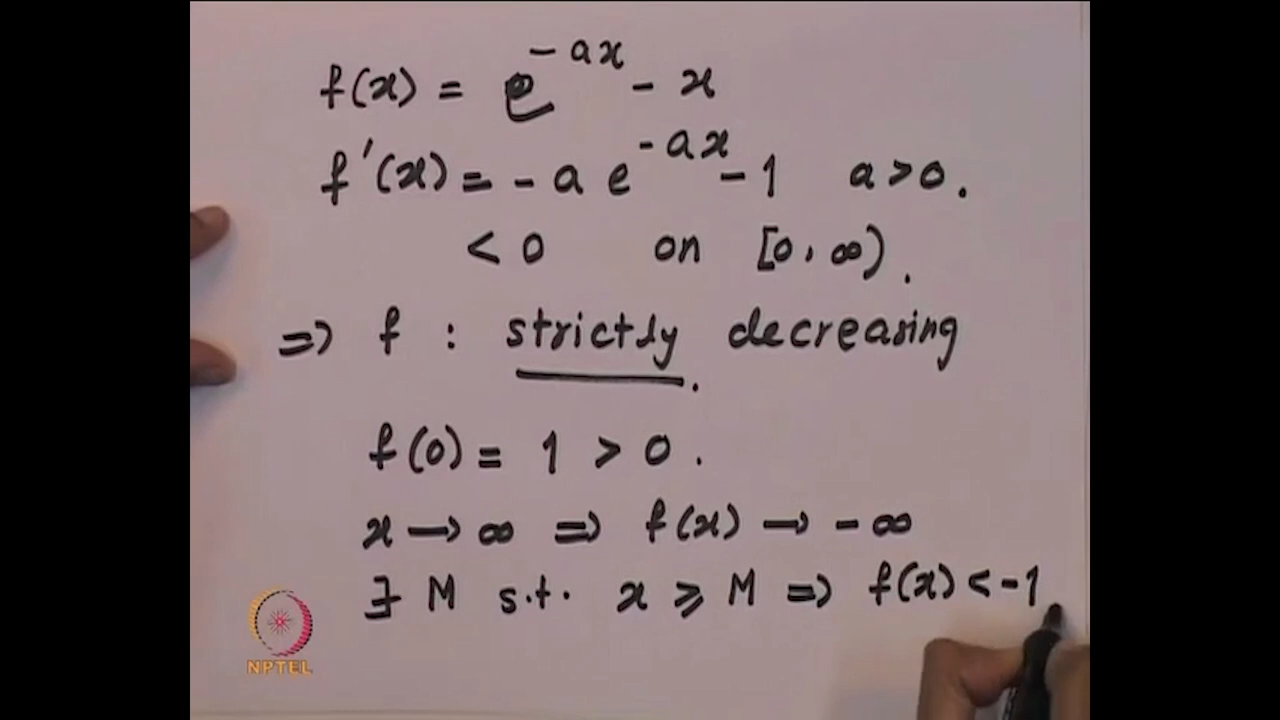 f(x) = e^{-ax} - x
f'(x) = - a e^{-ax} - 1 a > 0.
< 0 on [0, ∞).
=> f : strictly decreasing.
f(0) = 1 > 0.
x → ∞ => f(x) → - ∞
∃ M s.t. x ⩾ M => f(x) < -1
NPTEL